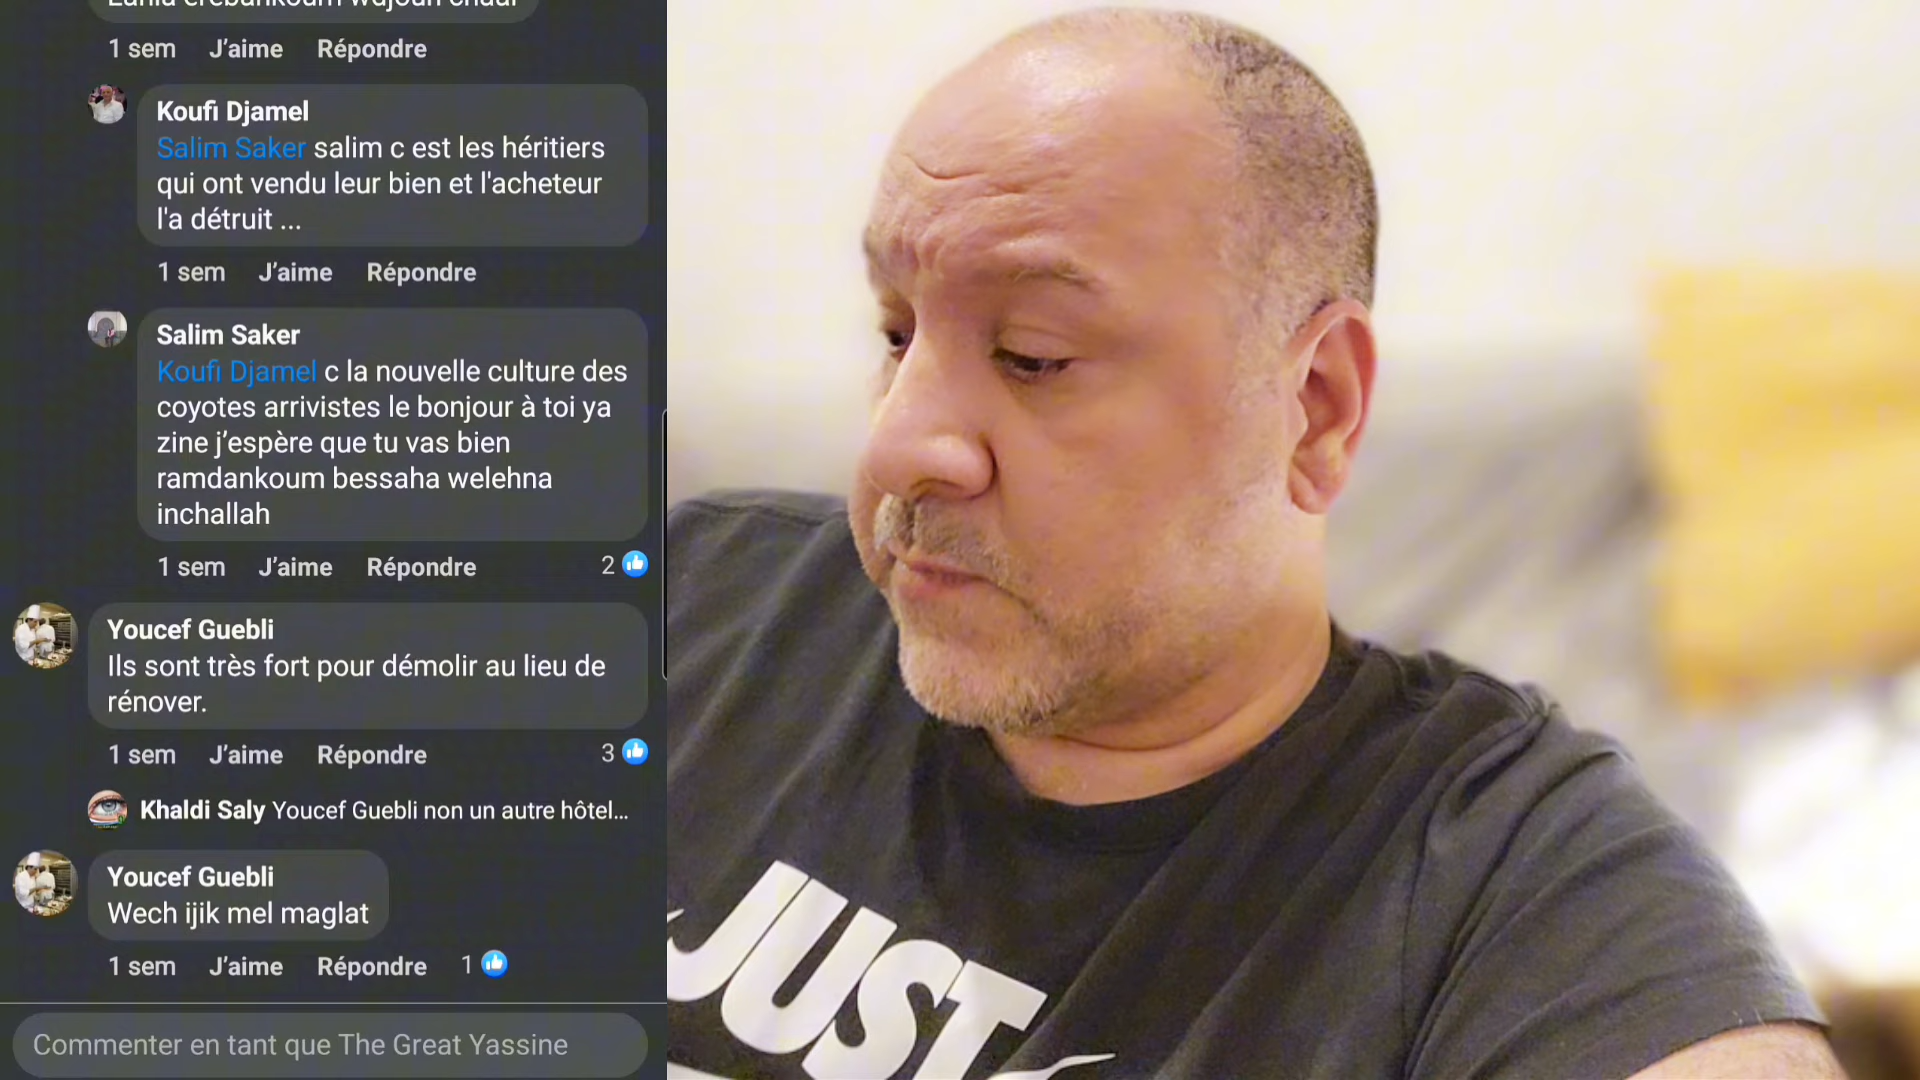 1 sem J'aime Répondre
Koufi Djamel
Salim Saker salim c est les héritiers
qui ont vendu leur bien et l'acheteur
l'a détruit ...
1 sem J'aime Répondre
Salim Saker
Koufi Djamel c la nouvelle culture des
coyotes arrivistes le bonjour à toi ya
zine j’espère que tu vas bien
ramdankoum bessaha welehna
inchallah
1 sem J'aime Répondre 2
Youcef Guebli
Ils sont très fort pour démolir au lieu de
rénover.
1 sem J'aime Répondre 3
Khaldi Saly Youcef Guebli non un autre hôtel...
Youcef Guebli
Wech ijik mel maglat
1 sem J'aime Répondre 1
Commenter en tant que The Great Yassine
JUST